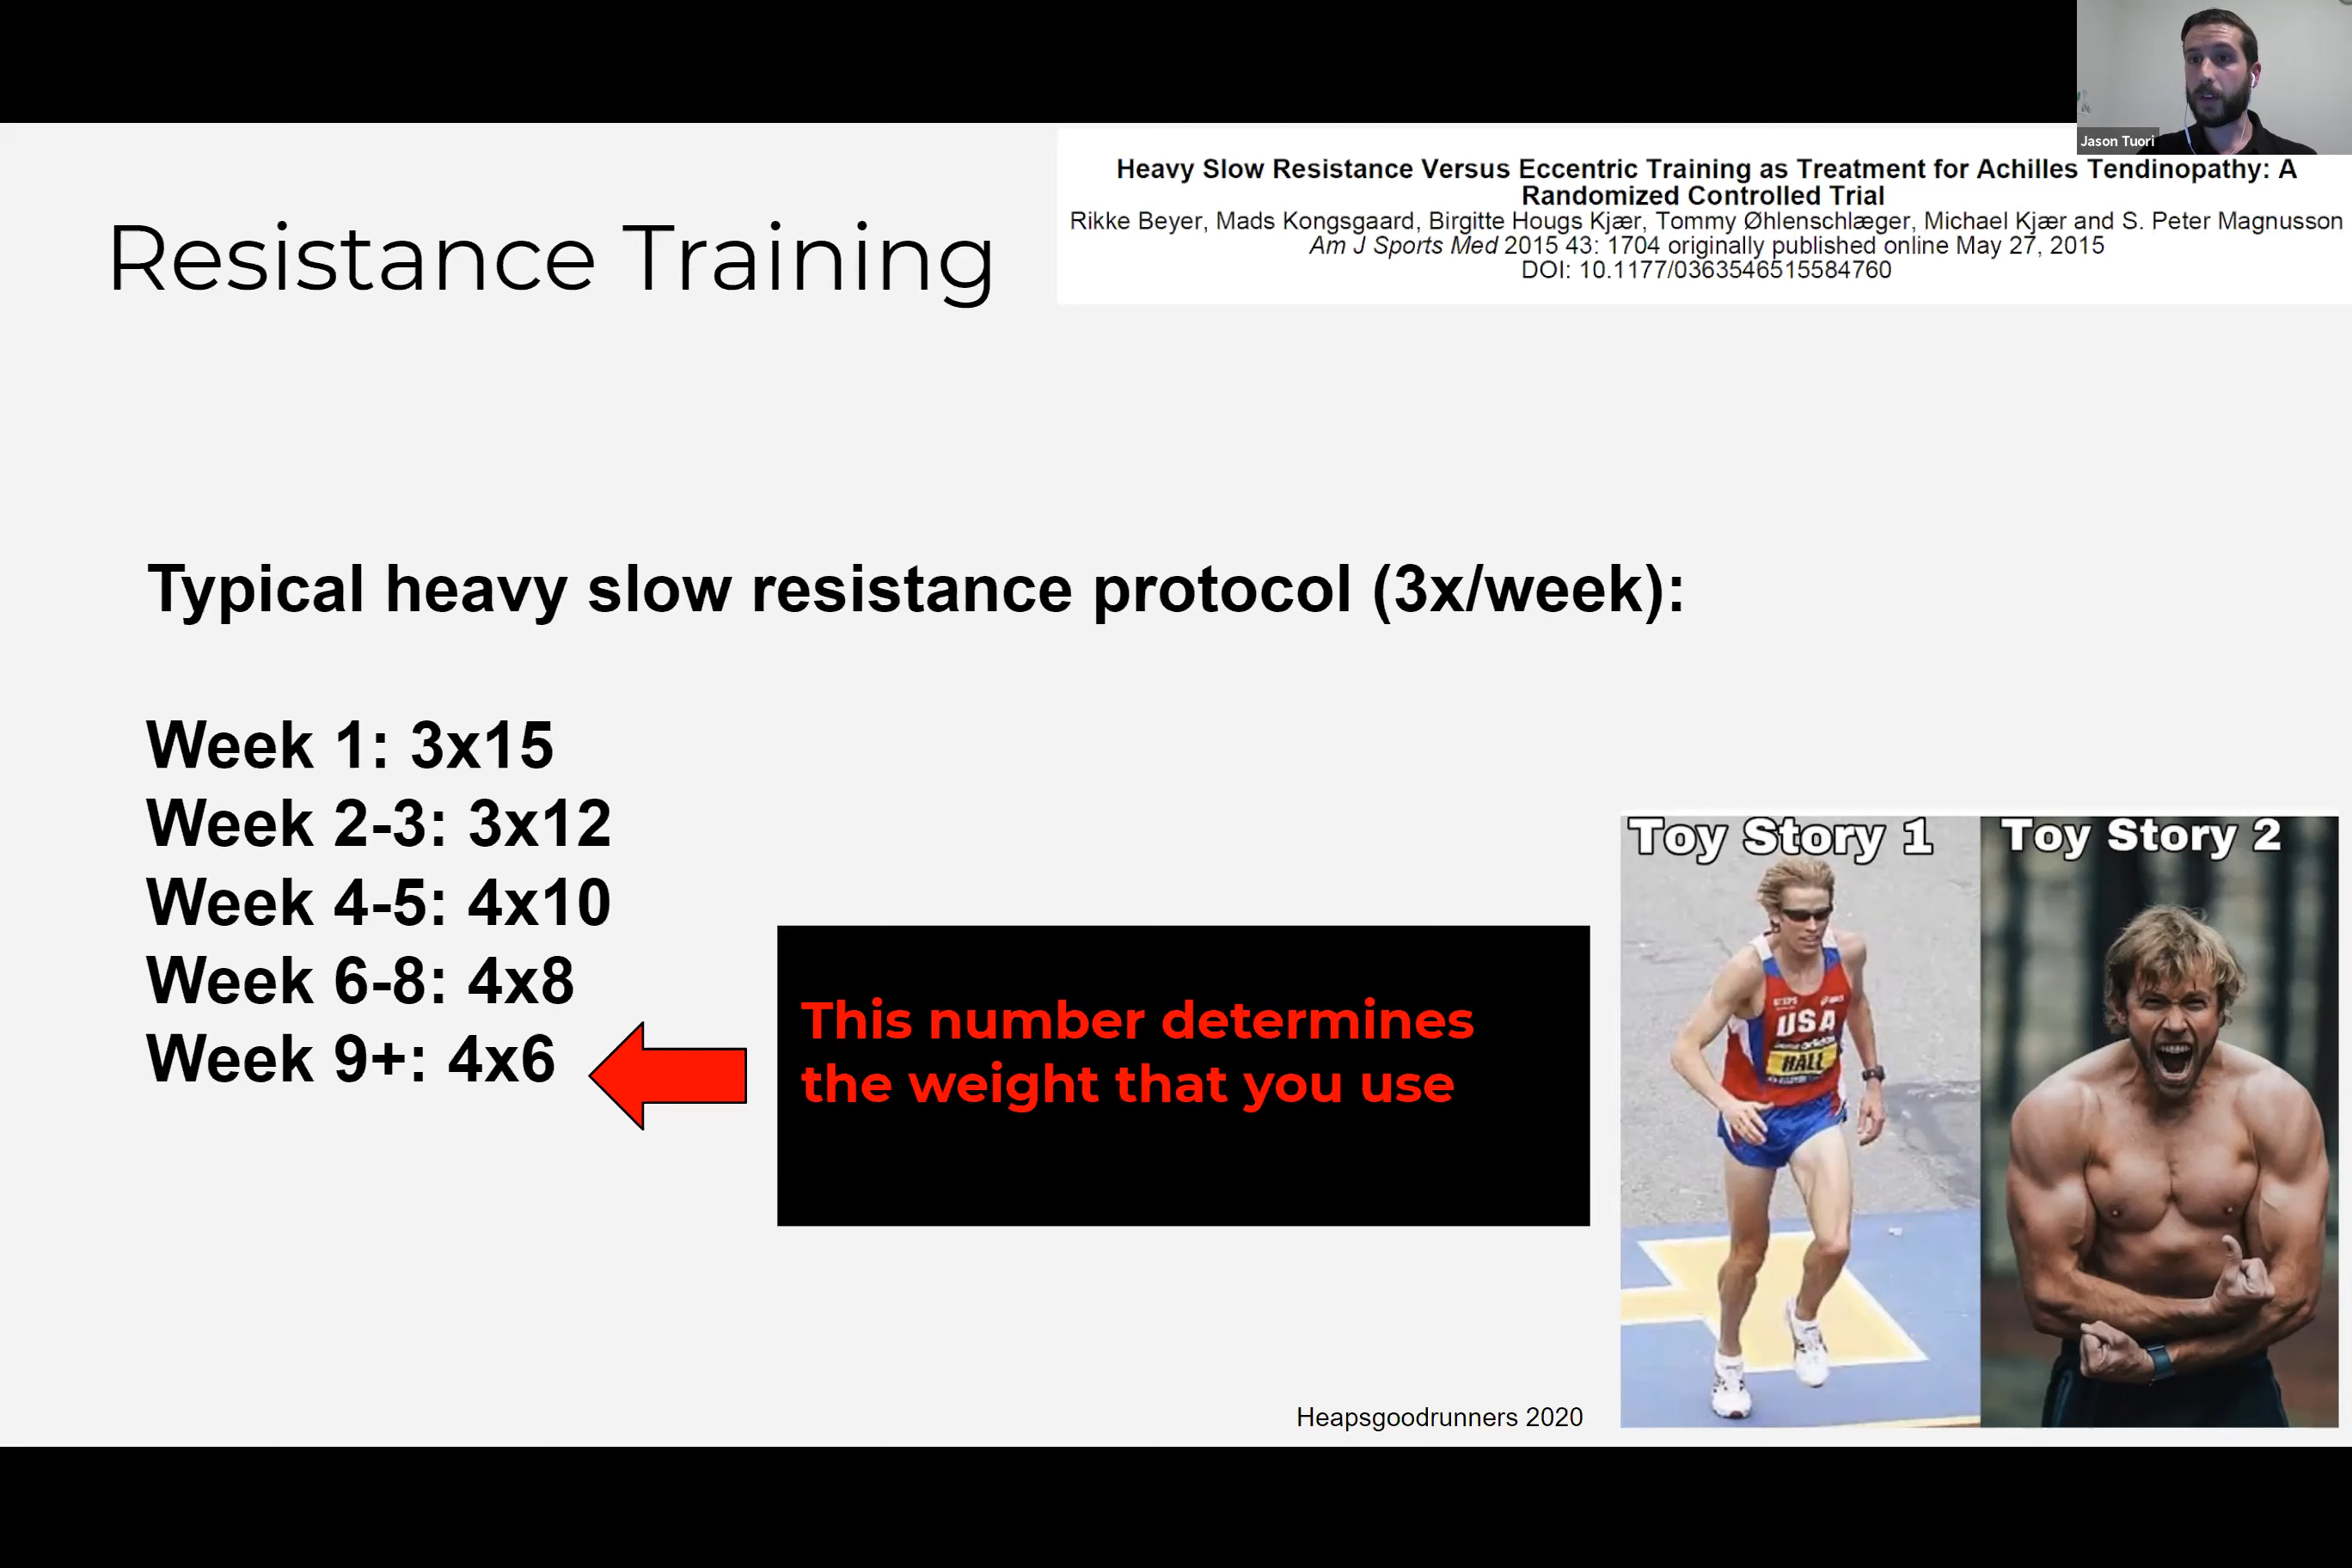 Jason Tuori
Heavy Slow Resistance Versus Eccentric Training as Treatment for Achilles Tendinopathy: A
Randomized Controlled Trial
Rikke Beyer, Mads Kongsgaard, Birgitte Hougs Kjær, Tommy Øhlenschlæger, Michael Kjær and S. Peter Magnusson
Am J Sports Med 2015 43: 1704 originally published online May 27, 2015
DOI: 10.1177/0363546515584760
Resistance Training
Typical heavy slow resistance protocol (3x/week):
Week 1: 3x15
Week 2-3: 3x12
Week 4-5: 4x10
Week 6-8: 4x8
Week 9+: 4x6
This number determines
the weight that you use
Toy Story 1
Toy Story 2
USA
HALL
Heapsgoodrunners 2020